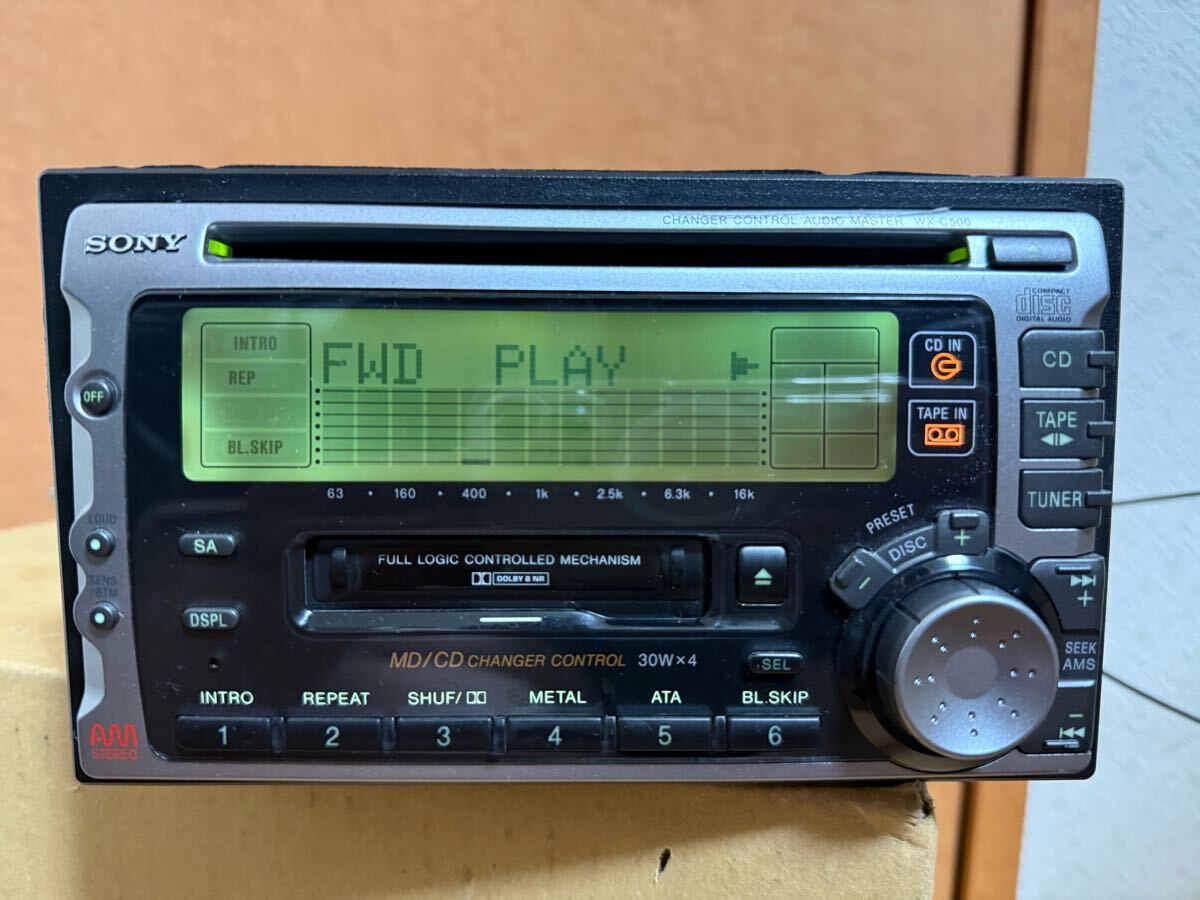 CHANGER CONTROL AUDIO MASTER WX-C500
SONY
COMPACT
disc
DIGITAL AUDIO
INTRO
REP
BL.SKIP
FWD PLAY
CD IN
TAPE IN
CD
TAPE
TUNER
OFF
63 • 160 • 400 • 1k • 2.5k • 6.3k • 16k
LOUD
SENS
/BTM
SA
DSPL
FULL LOGIC CONTROLLED MECHANISM
DOLBY B NR
PRESET
DISC
+
−
+
SEEK
AMS
−
MD/CD CHANGER CONTROL 30W×4
SEL
INTRO REPEAT SHUF/ METAL ATA BL.SKIP
1 2 3 4 5 6
AM
STEREO